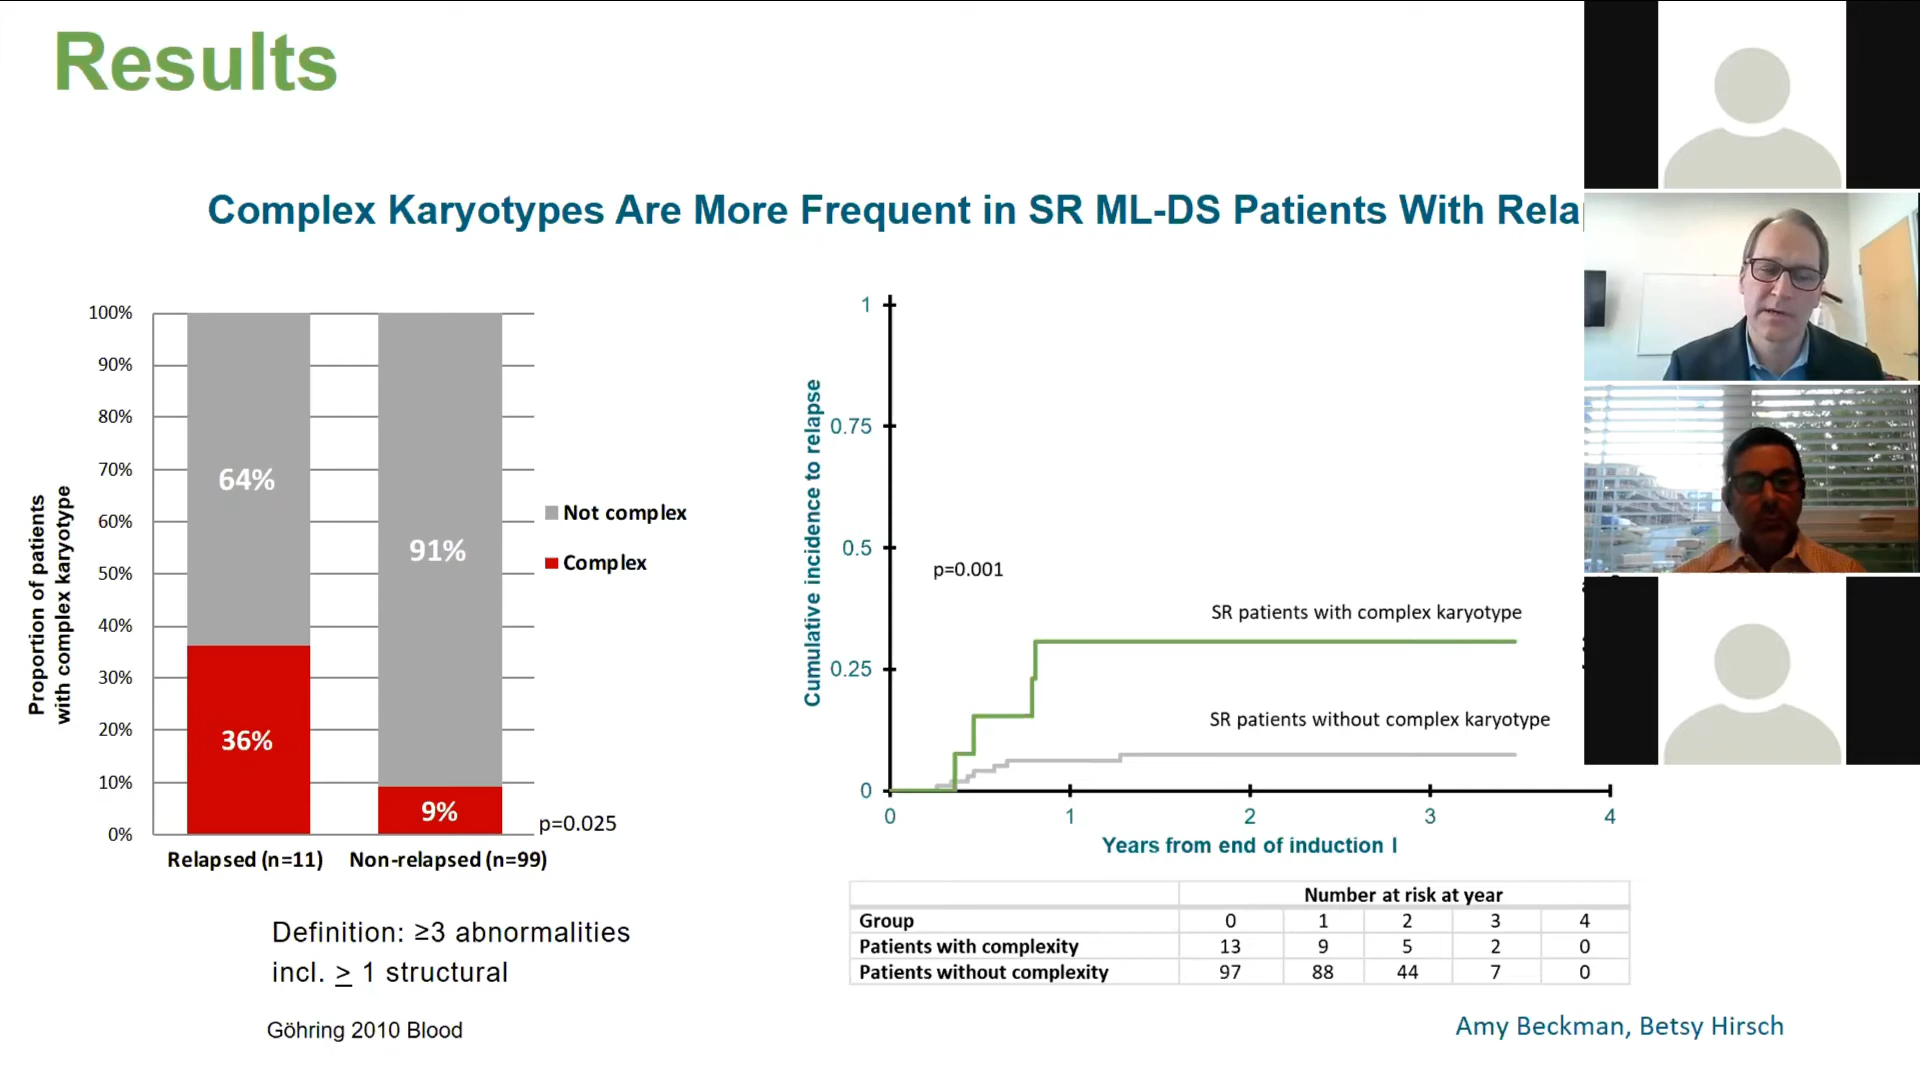 Results
Complex Karyotypes Are More Frequent in SR ML-DS Patients With
Proportion of patients
with complex karyotype
100%
90%
80%
70%
60%
50%
40%
30%
20%
10%
0%
64%
36%
91%
9%
Not complex
Complex
p=0.025
Relapsed (n=11) Non-relapsed (n=99)
Definition: ≥3 abnormalities
incl. ≥ 1 structural
Göhring 2010 Blood
Cumulative incidence to relapse
1
0.75
0.5
0.25
0
p=0.001
SR patients with complex karyotype
SR patients without complex karyotype
0 1 2 3 4
Years from end of induction I
Number at risk at year
Group 0 1 2 3 4
Patients with complexity 13 9 5 2 0
Patients without complexity 97 88 44 7 0
Amy Beckman, Betsy Hirsch